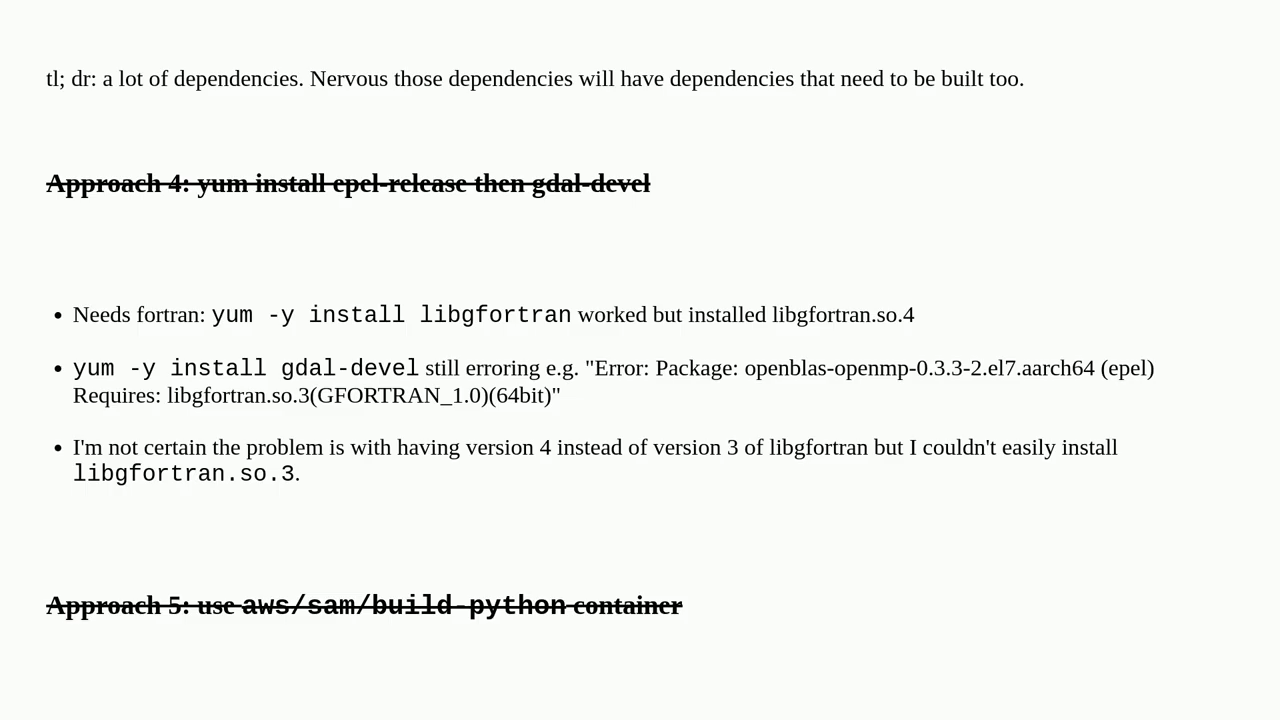 tl; dr: a lot of dependencies. Nervous those dependencies will have dependencies that need to be built too.
Approach 4: yum install epel-release then gdal-devel
• Needs fortran: yum -y install libgfortran worked but installed libgfortran.so.4
• yum -y install gdal-devel still erroring e.g. "Error: Package: openblas-openmp-0.3.3-2.el7.aarch64 (epel)
Requires: libgfortran.so.3(GFORTRAN_1.0)(64bit)"
• I'm not certain the problem is with having version 4 instead of version 3 of libgfortran but I couldn't easily install
libgfortran.so.3.
Approach 5: use aws/sam/build-python container